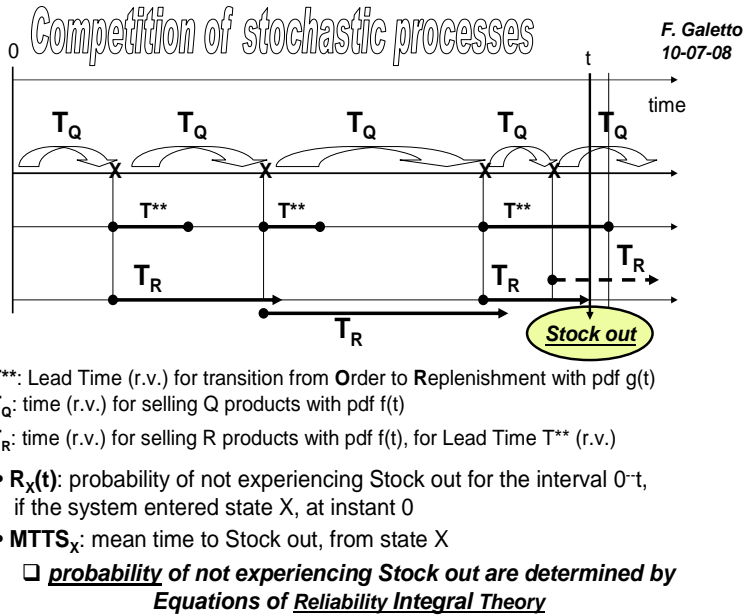 Competition of stochastic processes
F. Galetto
10-07-08
0
t
time
T_Q T_Q T_Q T_Q T_Q
X X X X
T** T** T**
T_R
T_R T_R
T_R
Stock out
T**: Lead Time (r.v.) for transition from Order to Replenishment with pdf g(t)
T_Q: time (r.v.) for selling Q products with pdf f(t)
T_R: time (r.v.) for selling R products with pdf f(t), for Lead Time T** (r.v.)
• R_X(t): probability of not experiencing Stock out for the interval 0--t,
if the system entered state X, at instant 0
• MTTS_X: mean time to Stock out, from state X
❑ probability of not experiencing Stock out are determined by
Equations of Reliability Integral Theory